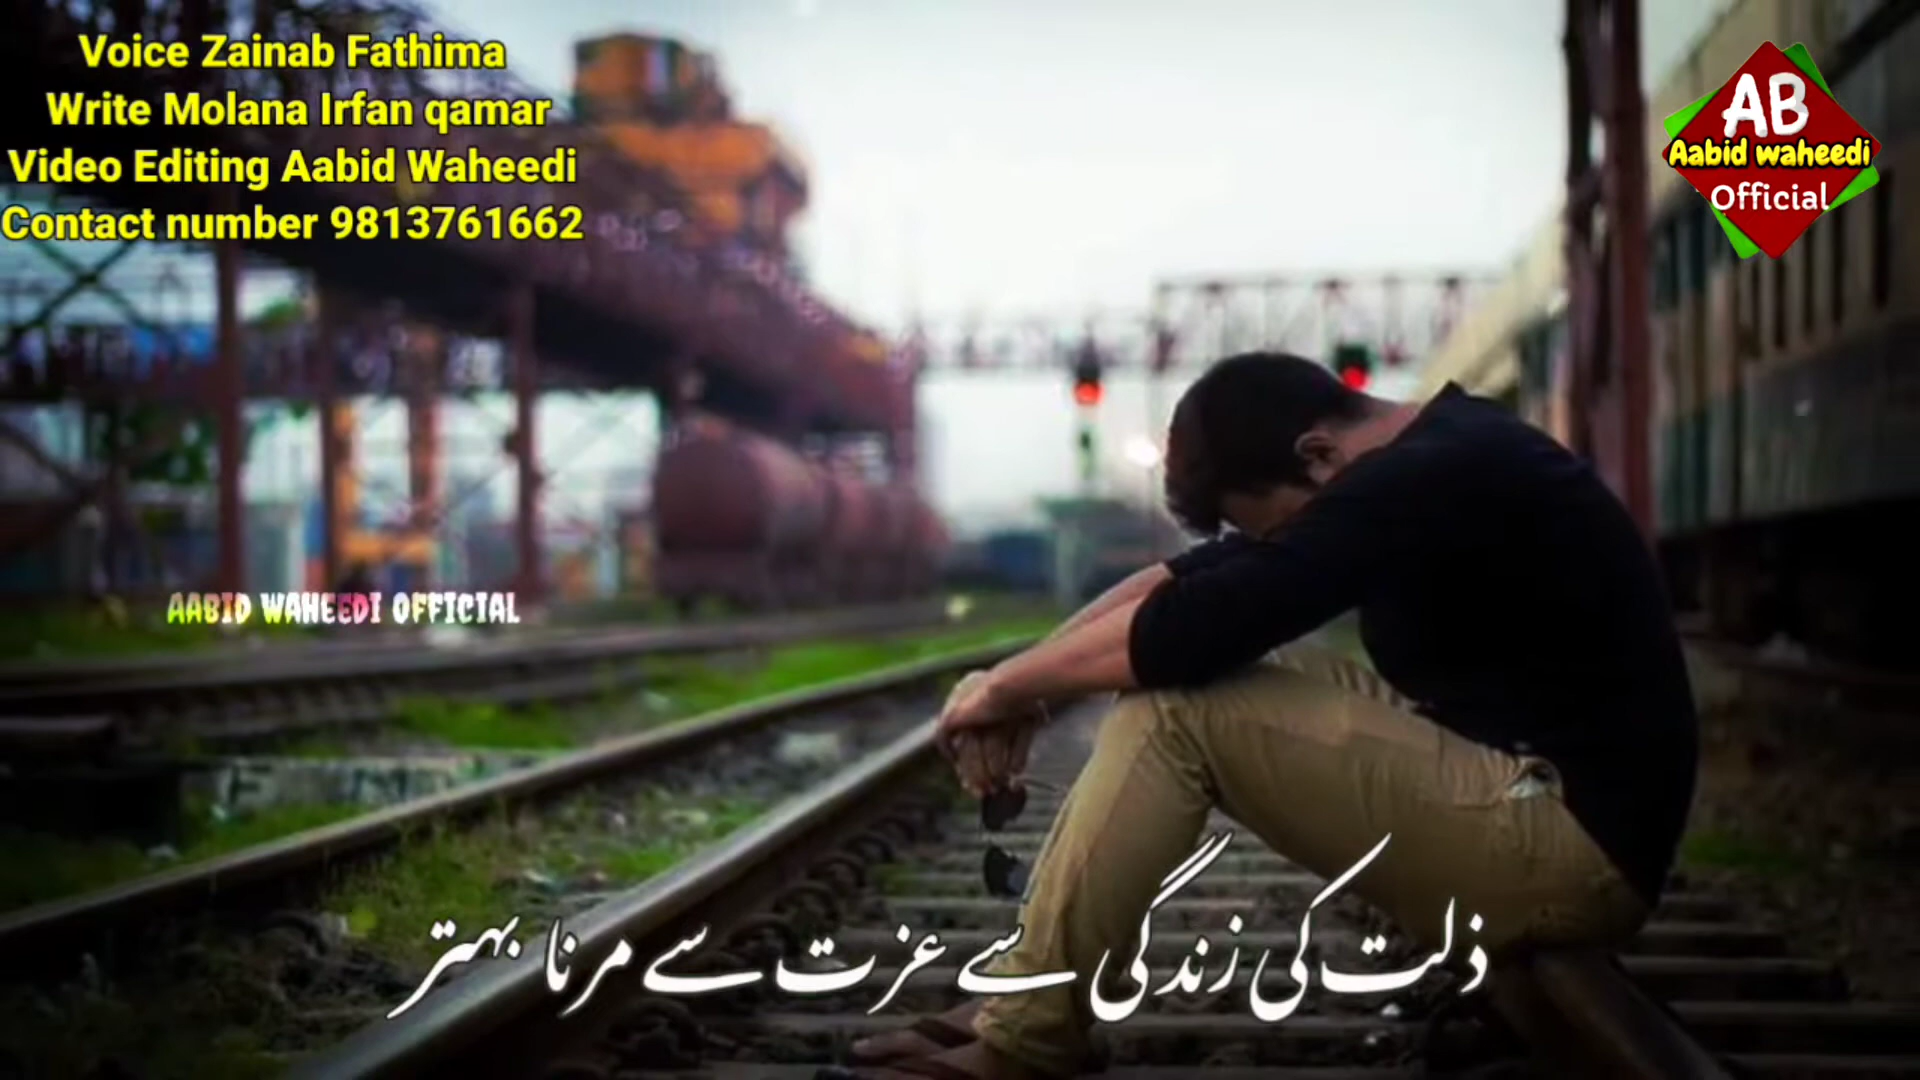 Voice Zainab Fathima
Write Molana Irfan qamar
Video Editing Aabid Waheedi
Contact number 9813761662
AB
Aabid waheedi
Official
AABID WAHEEDI OFFICIAL
ذلت کی زندگی سے عزت سے مرنا بہتر